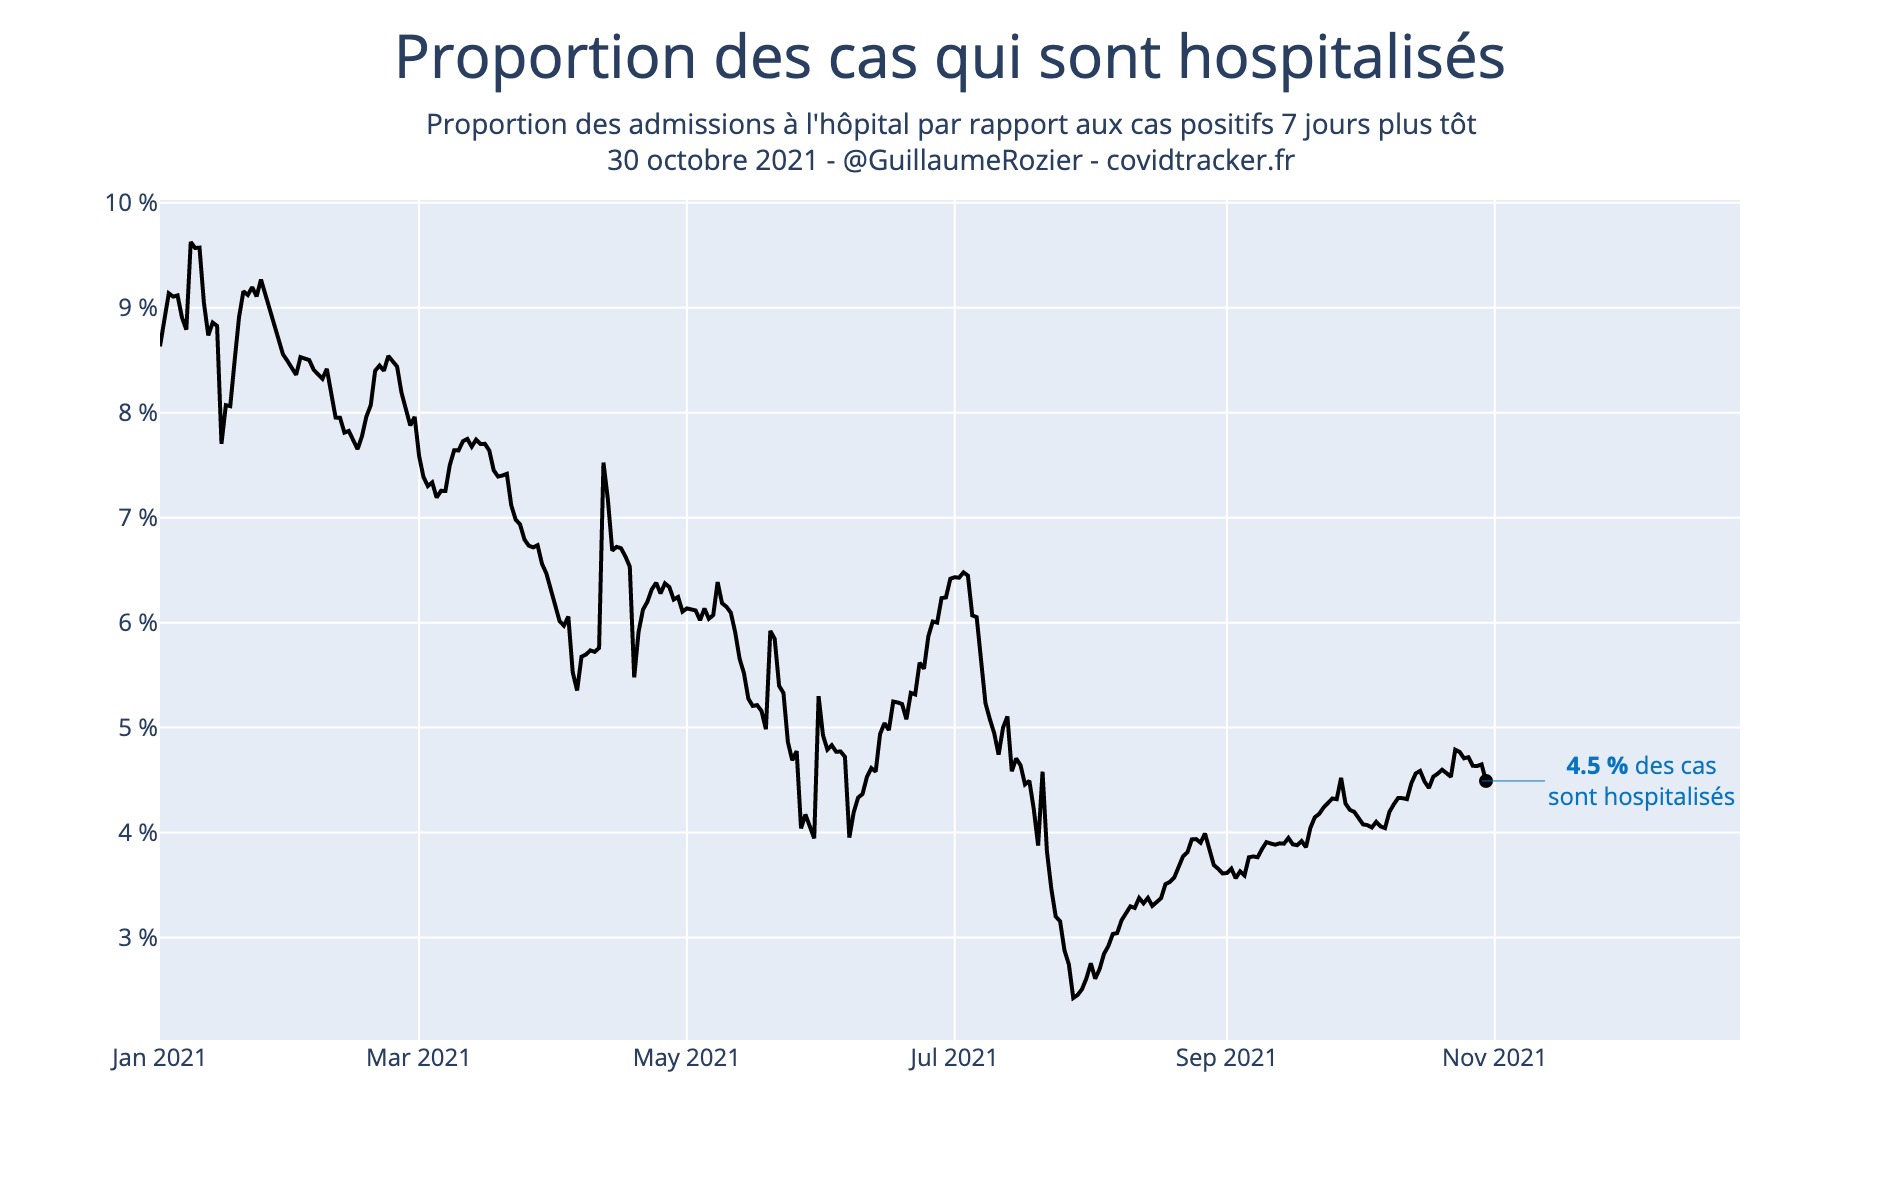 Proportion des cas qui sont hospitalisés
Proportion des admissions à l'hôpital par rapport aux cas positifs 7 jours plus tôt
30 octobre 2021 - @GuillaumeRozier - covidtracker.fr
10 %
9 %
8 %
7 %
6 %
5 %
4 %
3 %
4.5 % des cas
sont hospitalisés
Jan 2021
Mar 2021
May 2021
Jul 2021
Sep 2021
Nov 2021